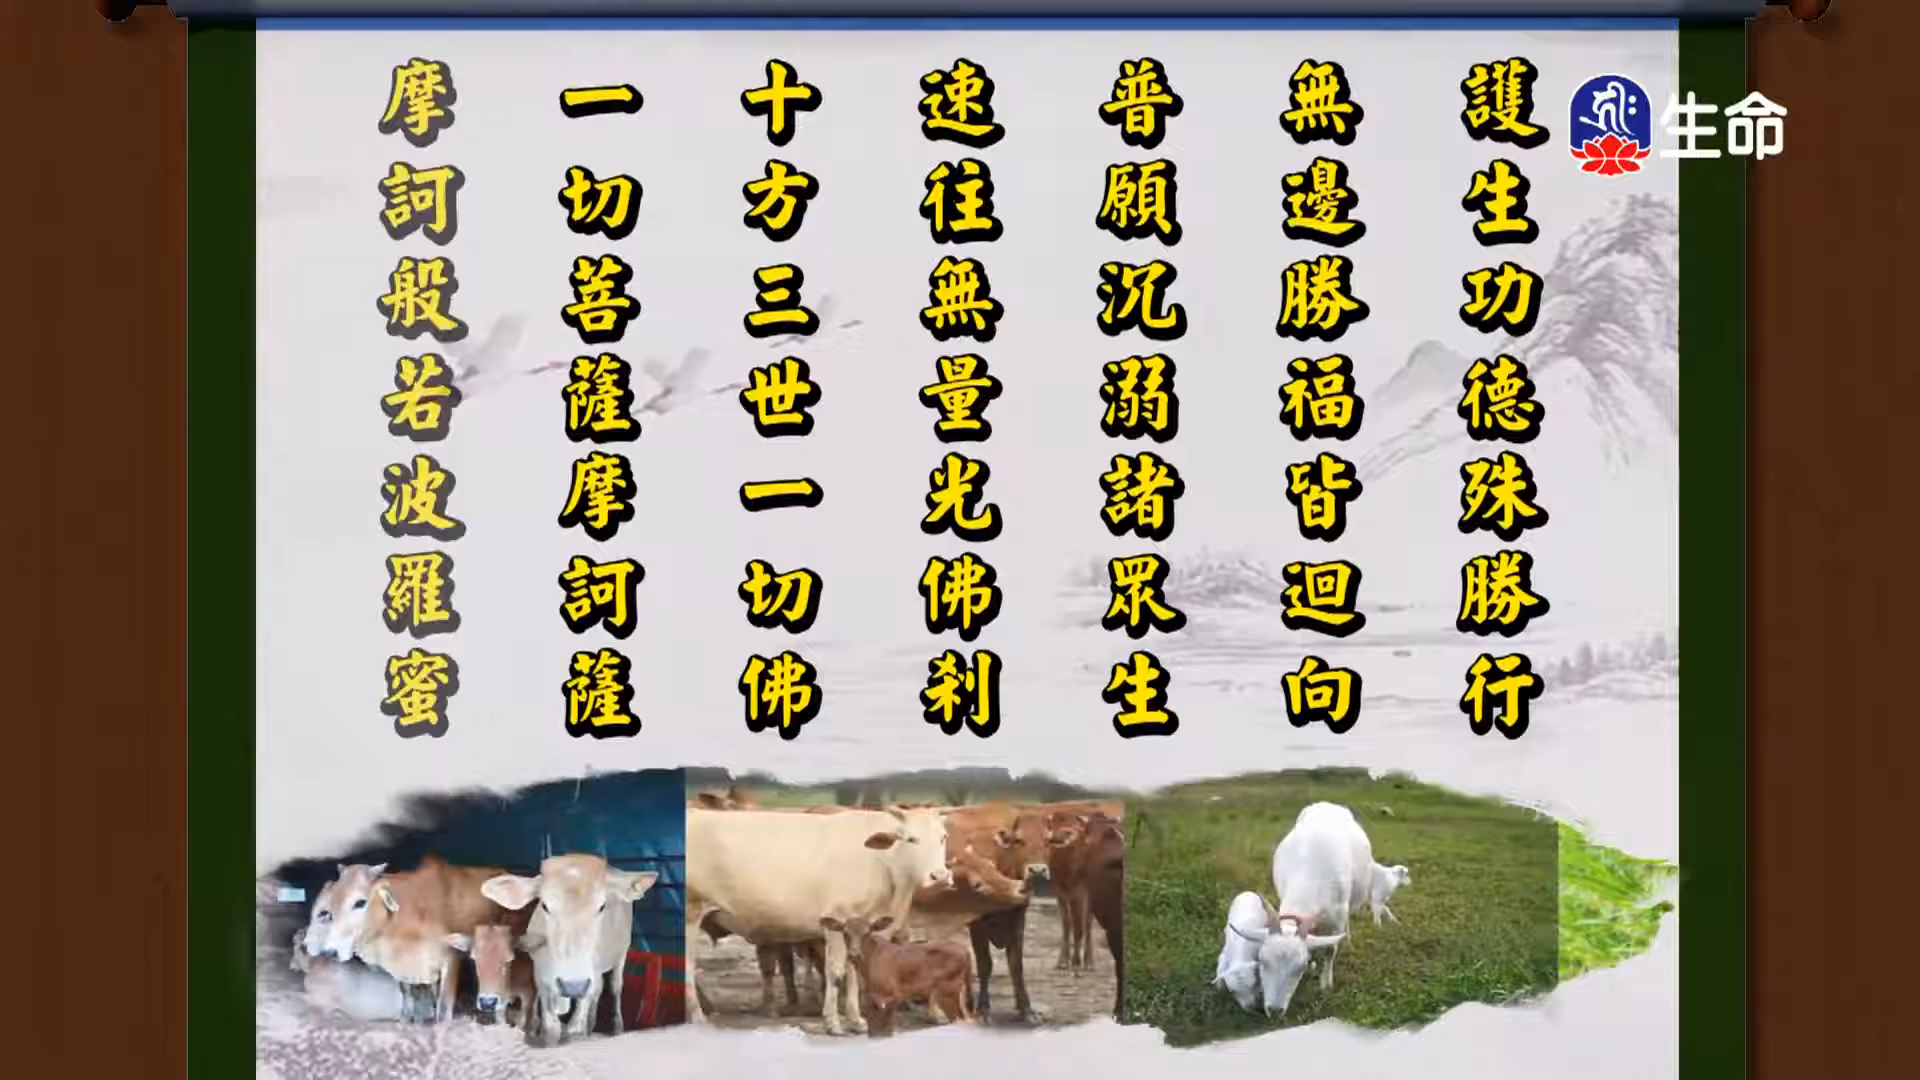 護生功德殊勝行
無邊勝福皆迴向
普願沉溺諸眾生
速往無量光佛剎
十方三世一切佛
一切菩薩摩訶薩
摩訶般若波羅蜜
生命